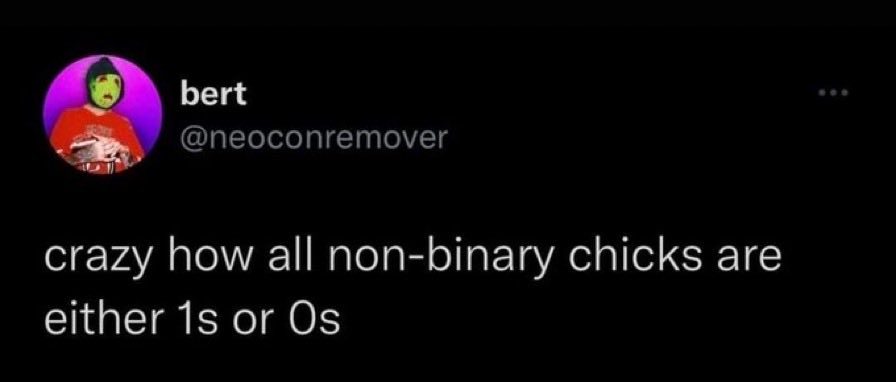 bert
@neoconremover
crazy how all non-binary chicks are
either 1s or 0s